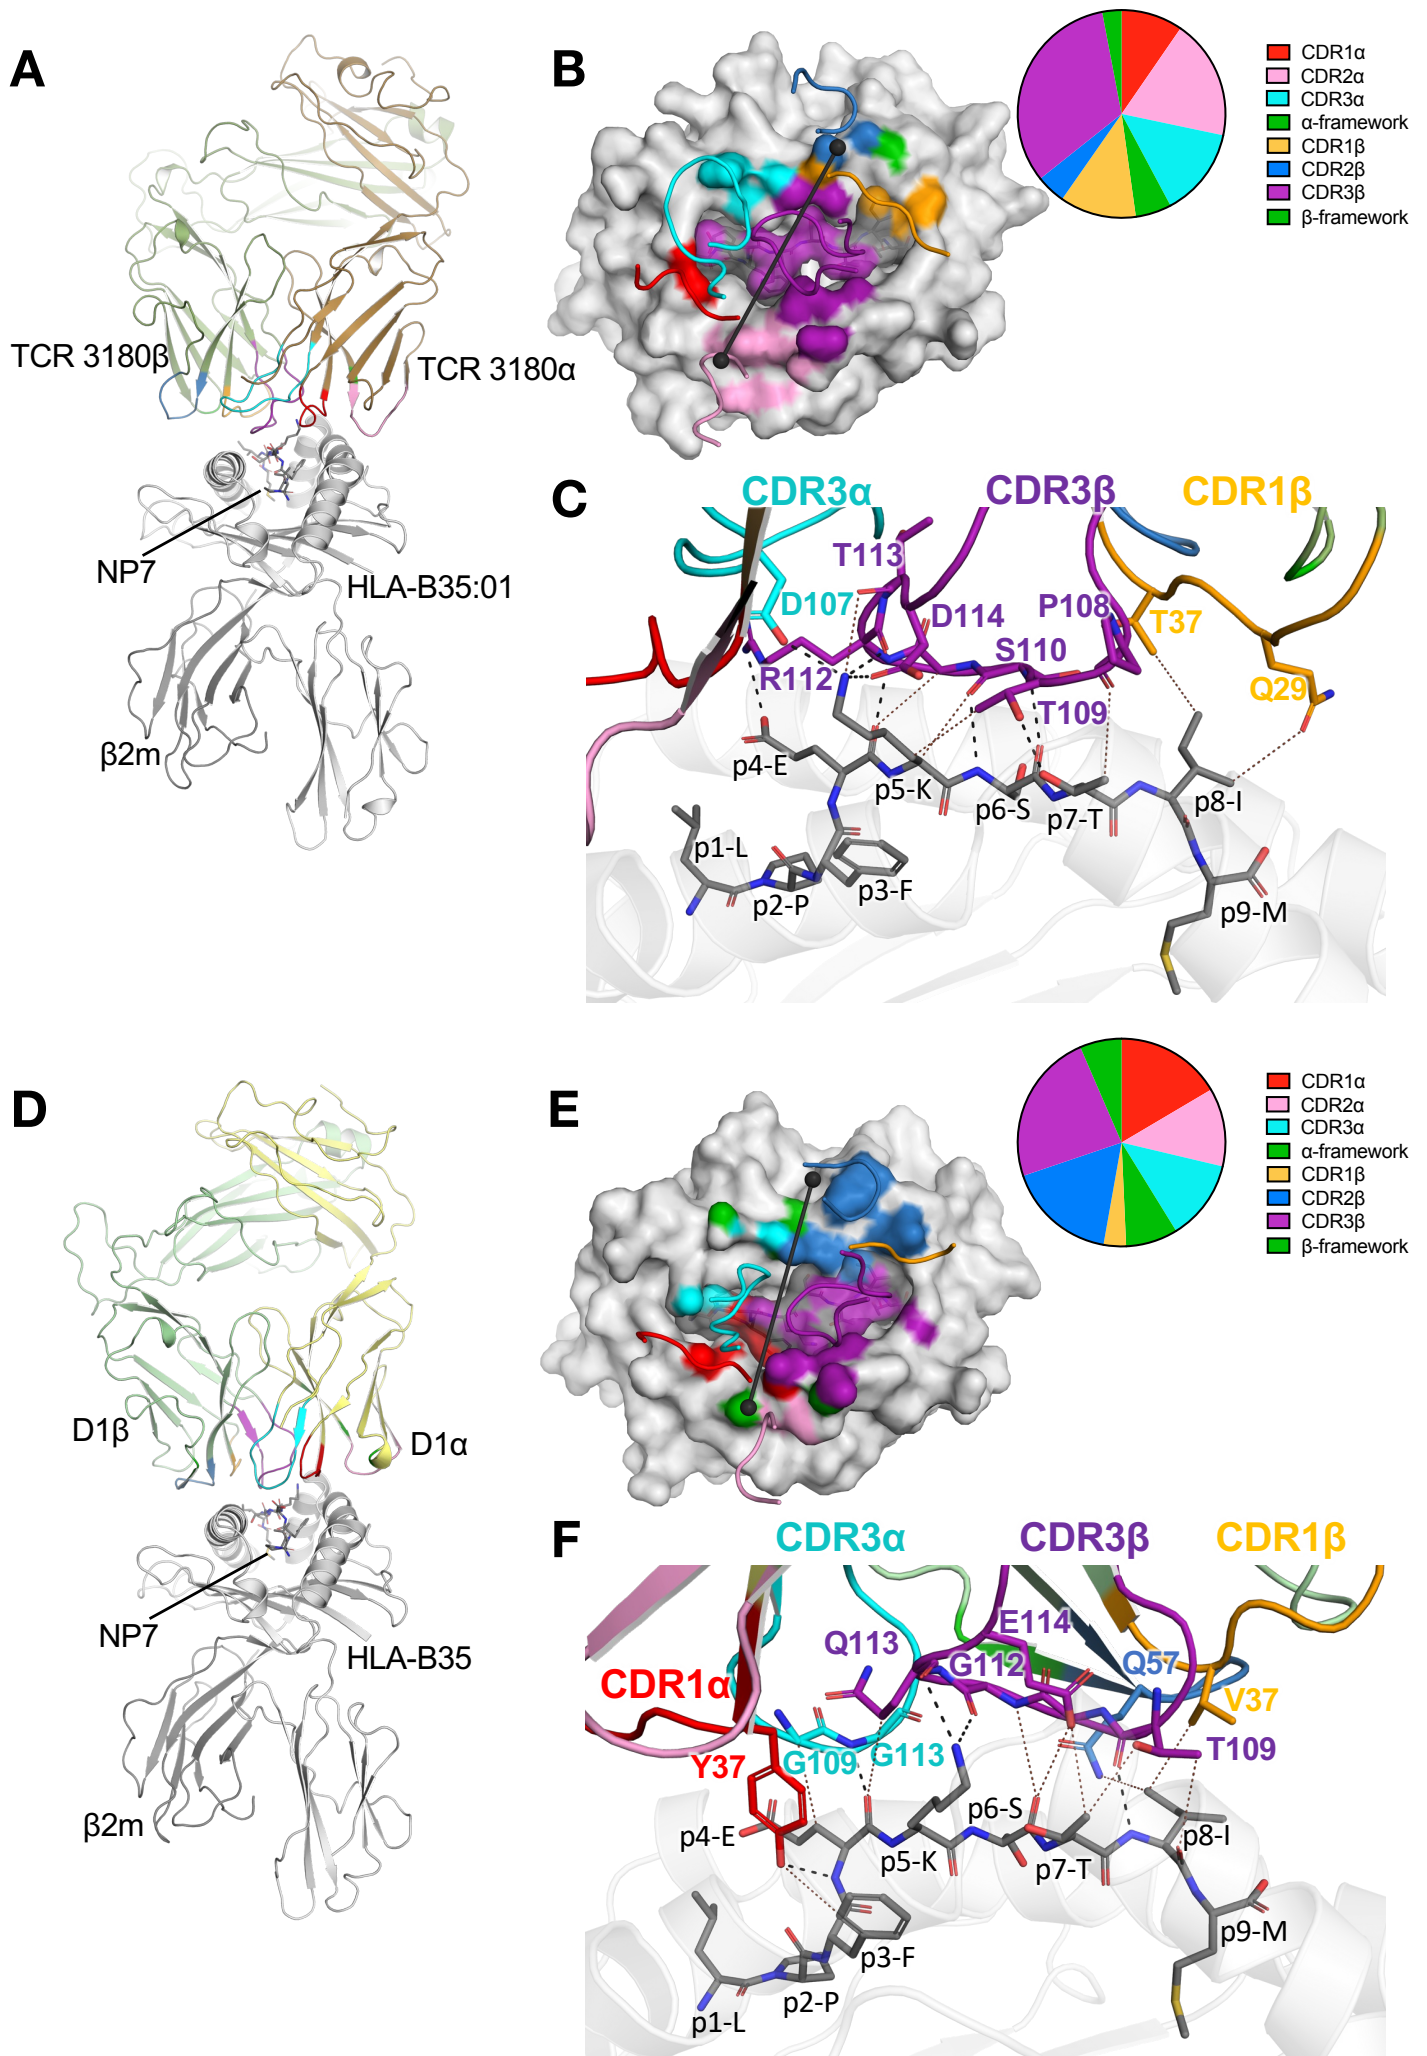 A
TCR 3180β
TCR 3180α
NP7
HLA-B35:01
β2m
B
CDR1α
CDR2α
CDR3α
α-framework
CDR1β
CDR2β
CDR3β
β-framework
C
CDR3α
CDR3β
CDR1β
T113
D107
D114
P108
T37
S110
R112
Q29
T109
p4-E
p5-K
p6-S
p7-T
p8-I
p1-L
p2-P
p3-F
p9-M
D
D1β
D1α
NP7
HLA-B35
β2m
E
CDR1α
CDR2α
CDR3α
α-framework
CDR1β
CDR2β
CDR3β
β-framework
F
CDR3α
CDR3β
CDR1β
E114
Q113
G112
Q57
CDR1α
V37
Y37
G109
G113
T109
p6-S
p4-E
p5-K
p7-T
p8-I
p3-F
p9-M
p2-P
p1-L